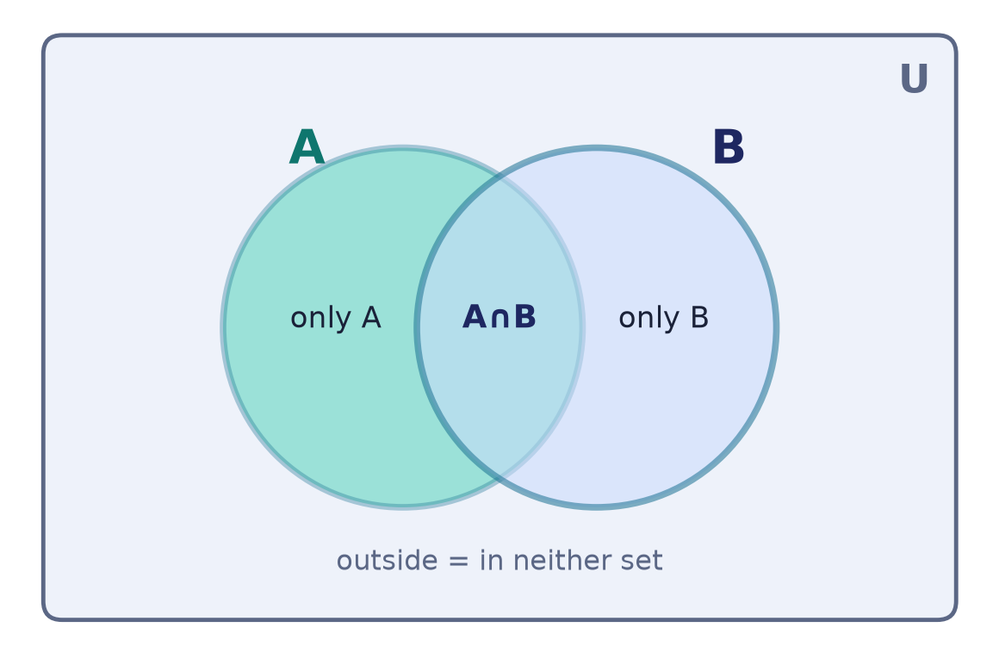 U
A
B
only A
A∩B
only B
outside = in neither set